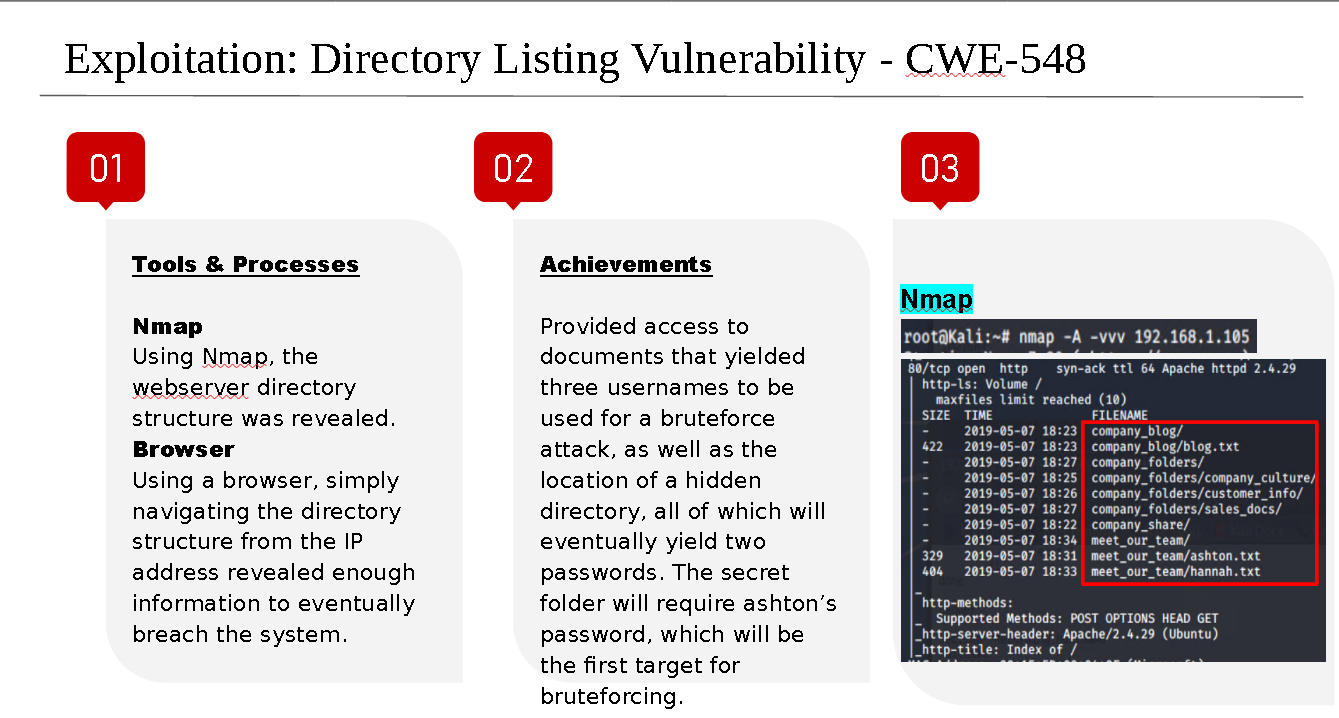 Exploitation: Directory Listing Vulnerability - CWE-548
01
Tools & Processes
Nmap
Using Nmap, the
webserver directory
structure was revealed.
Browser
Using a browser, simply
navigating the directory
structure from the IP
address revealed enough
information to eventually
breach the system.
02
Achievements
Provided access to
documents that yielded
three usernames to be
used for a bruteforce
attack, as well as the
location of a hidden
directory, all of which will
eventually yield two
passwords. The secret
folder will require ashton’s
password, which will be
the first target for
bruteforcing.
03
Nmap
root@Kali:~# nmap -A -vvv 192.168.1.105
80/tcp open  http    syn-ack ttl 64 Apache httpd 2.4.29
| http-ls: Volume /
|   maxfiles limit reached (10)
| SIZE  TIME              FILENAME
| -     2019-05-07 18:23  company_blog/
| 422   2019-05-07 18:23  company_blog/blog.txt
| -     2019-05-07 18:27  company_folders/
| -     2019-05-07 18:25  company_folders/company_culture/
| -     2019-05-07 18:26  company_folders/customer_info/
| -     2019-05-07 18:27  company_folders/sales_docs/
| -     2019-05-07 18:22  company_share/
| -     2019-05-07 18:34  meet_our_team/
| 329   2019-05-07 18:31  meet_our_team/ashton.txt
| 404   2019-05-07 18:33  meet_our_team/hannah.txt
|_
| http-methods:
|_  Supported Methods: POST OPTIONS HEAD GET
|_http-server-header: Apache/2.4.29 (Ubuntu)
|_http-title: Index of /